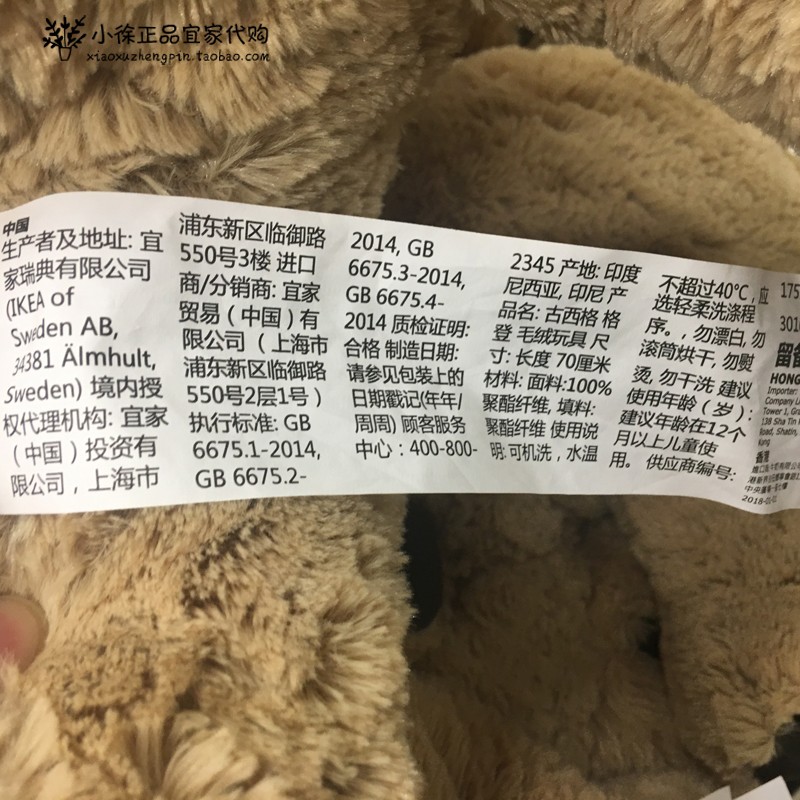 小徐正品宜家代购
xiaoxuzhengpin.taobao.com
中国
生产者及地址: 宜
家瑞典有限公司
(IKEA of
Sweden AB,
34381 Älmhult,
Sweden) 境内授
权代理机构: 宜家
（中国）投资有
限公司，上海市
浦东新区临御路
550号3楼 进口
商/分销商: 宜家
贸易（中国）有
限公司（上海市
浦东新区临御路
550号2层1号）
执行标准: GB
6675.1-2014,
GB 6675.2-
2014, GB
6675.3-2014,
GB 6675.4-
2014 质检证明:
合格 制造日期:
请参见包装上的
日期戳记(年年/
周周) 顾客服务
中心: 400-800-
2345 产地: 印度
尼西亚, 印尼 产
品名: 古西格 格
登 毛绒玩具 尺
寸: 长度 70厘米
材料: 面料:100%
聚酯纤维, 填料:
聚酯纤维 使用说
明: 可机洗，水温
不超过40℃, 应
选轻柔洗涤程
序。, 勿漂白, 勿
滚筒烘干, 勿熨
烫, 勿干洗 建议
使用年龄（岁）:
建议年龄在12个
月以上儿童使
用。 供应商编号:
175
301
HONG
Importer:
Company Li
Tower 1, Gra
138 Sha Tin
Road, Shatin,
Kong
香港